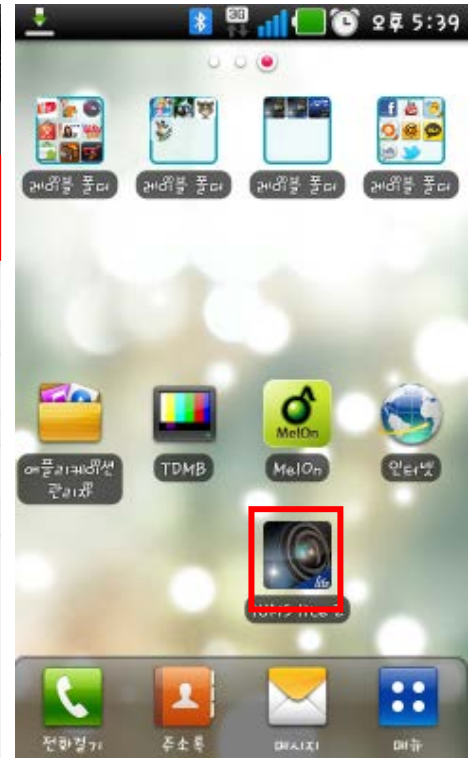 3G
오후 5:39
레이블 폴더 레이블 폴더 레이블 폴더 레이블 폴더
MelOn
애플리케이션 관리자
TDMB
MelOn
인터넷
lite
전화걸기 주소록 메시지 메뉴